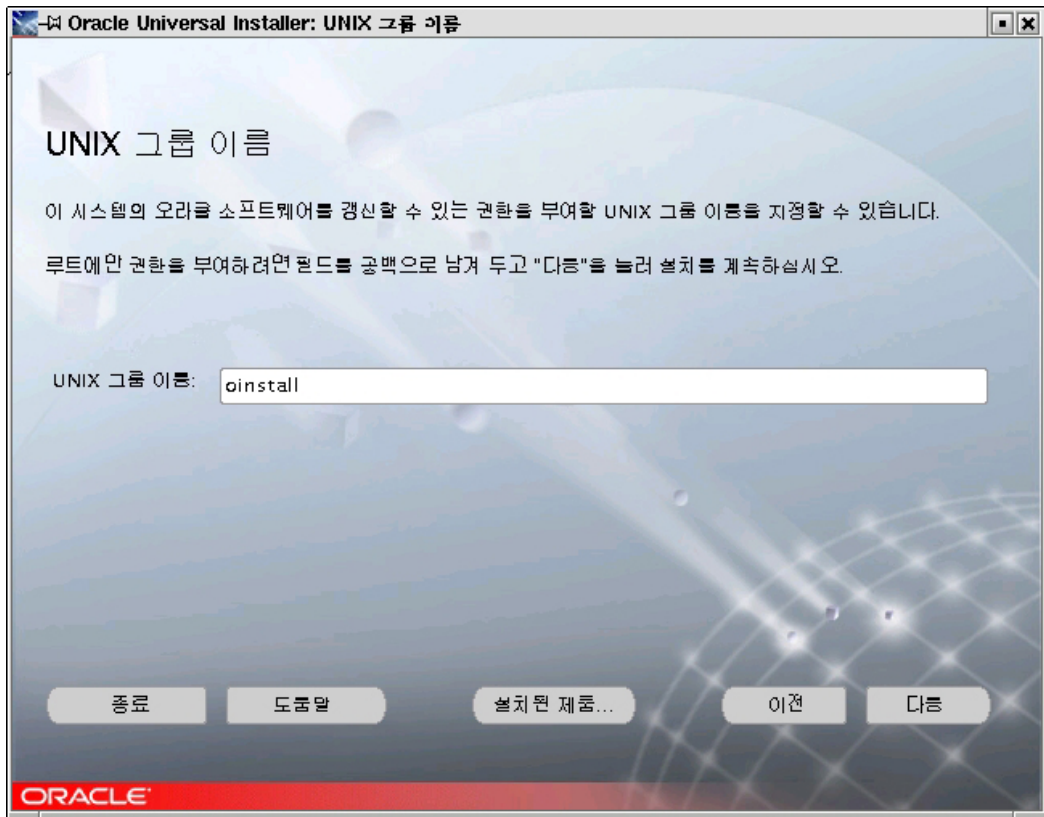 Oracle Universal Installer: UNIX 그룹 이름
UNIX 그룹 이름
이 시스템의 오라클 소프트웨어를 갱신할 수 있는 권한을 부여할 UNIX 그룹 이름을 지정할 수 있습니다.
루트에만 권한을 부여하려면 필드를 공백으로 남겨 두고 "다음"을 눌러 설치를 계속하십시오.
UNIX 그룹 이름: oinstall
종료 도움말 설치된 제품... 이전 다음
ORACLE